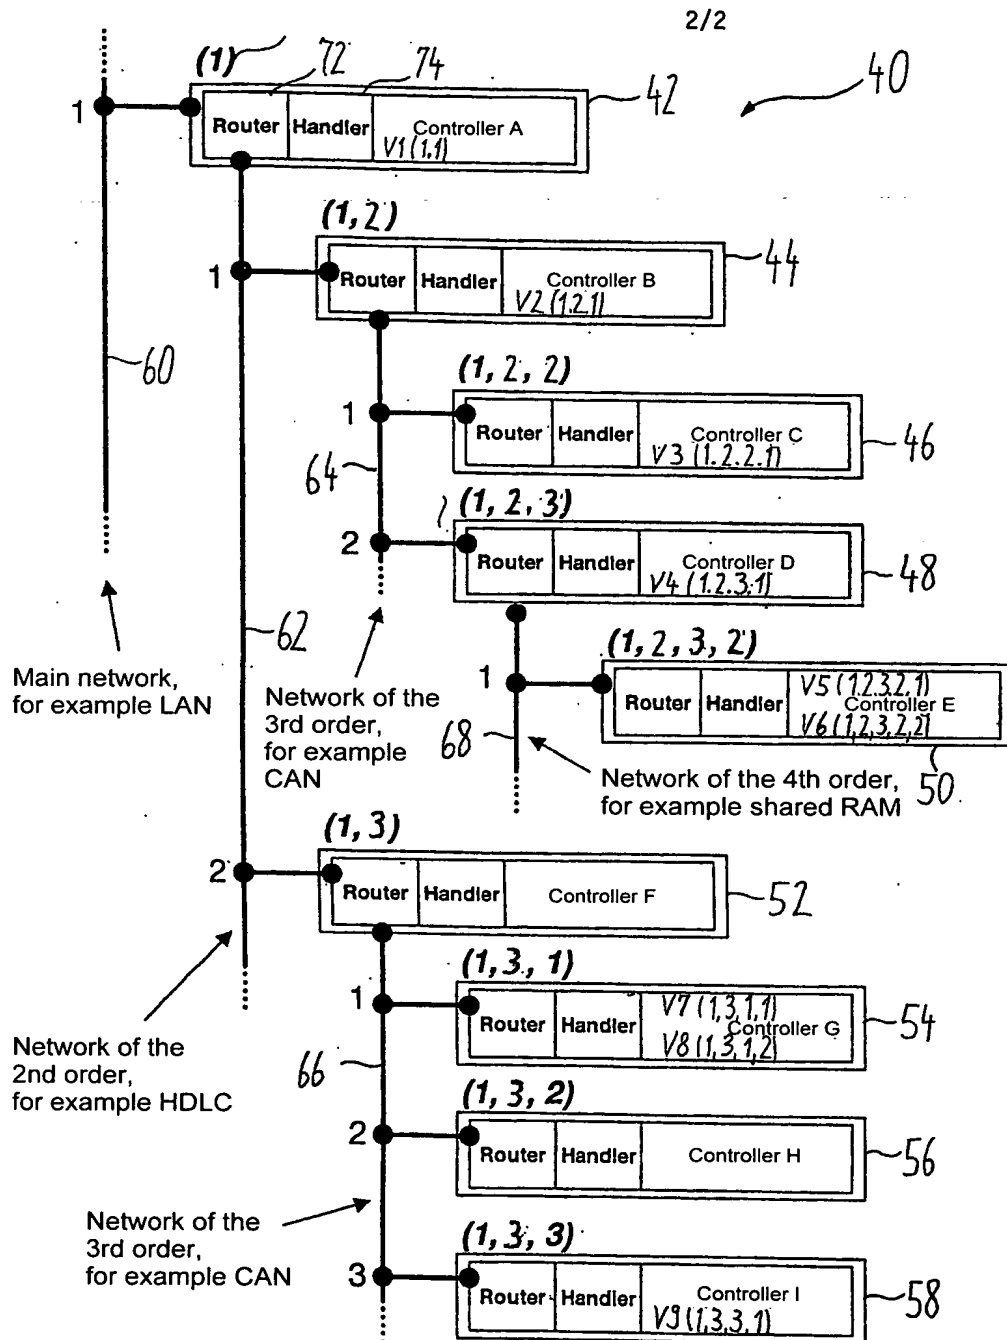 2/2
(1)
72
74
42
40
1
Router
Handler
Controller A
V1 (1.1)
(1,2)
1
Router
Handler
Controller B
V2 (1.2.1)
44
60
(1, 2, 2)
1
Router
Handler
Controller C
V3 (1.2.2.1)
46
64
(1, 2, 3)
2
Router
Handler
Controller D
V4 (1.2.3.1)
48
62
Main network,
for example LAN
Network of the
3rd order,
for example
CAN
(1, 2, 3, 2)
1
Router
Handler
V5 (1.2.3.2.1)
Controller E
V6 (1,2,3,2,2)
68
50
Network of the 4th order,
for example shared RAM
(1,3)
2
Router
Handler
Controller F
52
(1,3, 1)
1
Router
Handler
V7 (1,3,1,1)
Controller G
V8 (1,3,1,2)
54
Network of the
2nd order,
for example HDLC
66
(1,3, 2)
2
Router
Handler
Controller H
56
Network of the
3rd order,
for example CAN
(1,3, 3)
3
Router
Handler
Controller I
V9 (1,3,3,1)
58